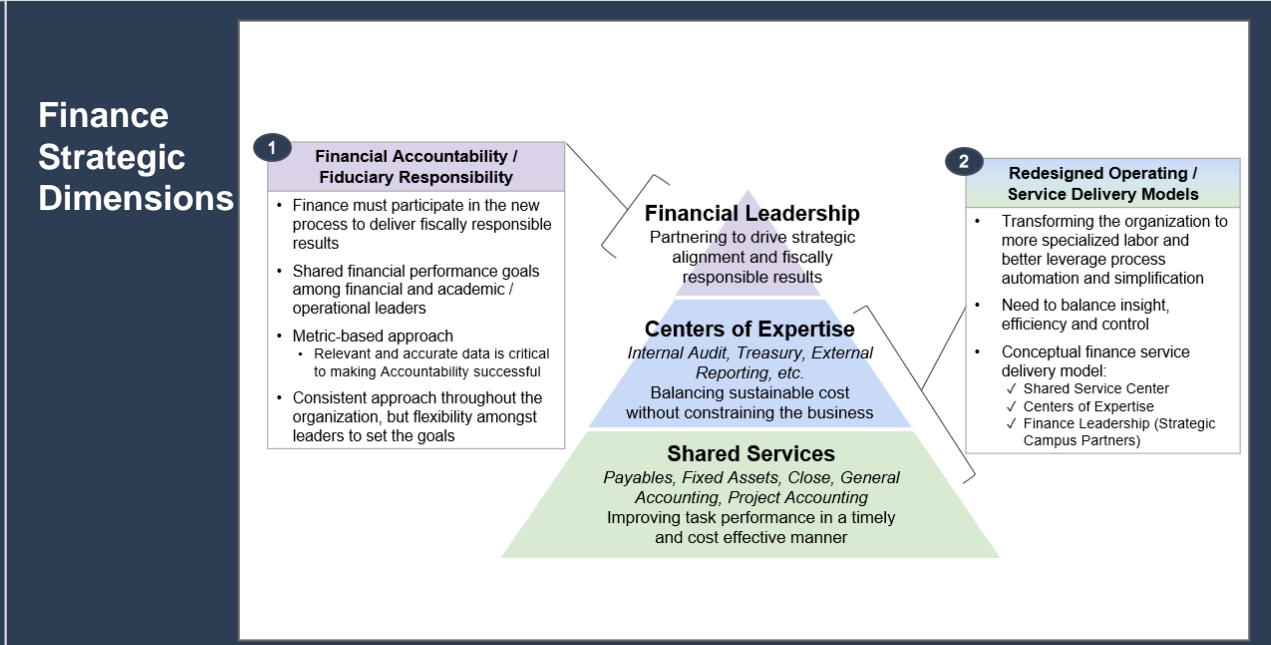 Finance
Strategic
Dimensions
1
Financial Accountability /
Fiduciary Responsibility
• Finance must participate in the new
process to deliver fiscally responsible
results
• Shared financial performance goals
among financial and academic /
operational leaders
• Metric-based approach
• Relevant and accurate data is critical
to making Accountability successful
• Consistent approach throughout the
organization, but flexibility amongst
leaders to set the goals
Financial Leadership
Partnering to drive strategic
alignment and fiscally
responsible results
Centers of Expertise
Internal Audit, Treasury, External
Reporting, etc.
Balancing sustainable cost
without constraining the business
Shared Services
Payables, Fixed Assets, Close, General
Accounting, Project Accounting
Improving task performance in a timely
and cost effective manner
2
Redesigned Operating /
Service Delivery Models
• Transforming the organization to
more specialized labor and
better leverage process
automation and simplification
• Need to balance insight,
efficiency and control
• Conceptual finance service
delivery model:
✓ Shared Service Center
✓ Centers of Expertise
✓ Finance Leadership (Strategic
Campus Partners)